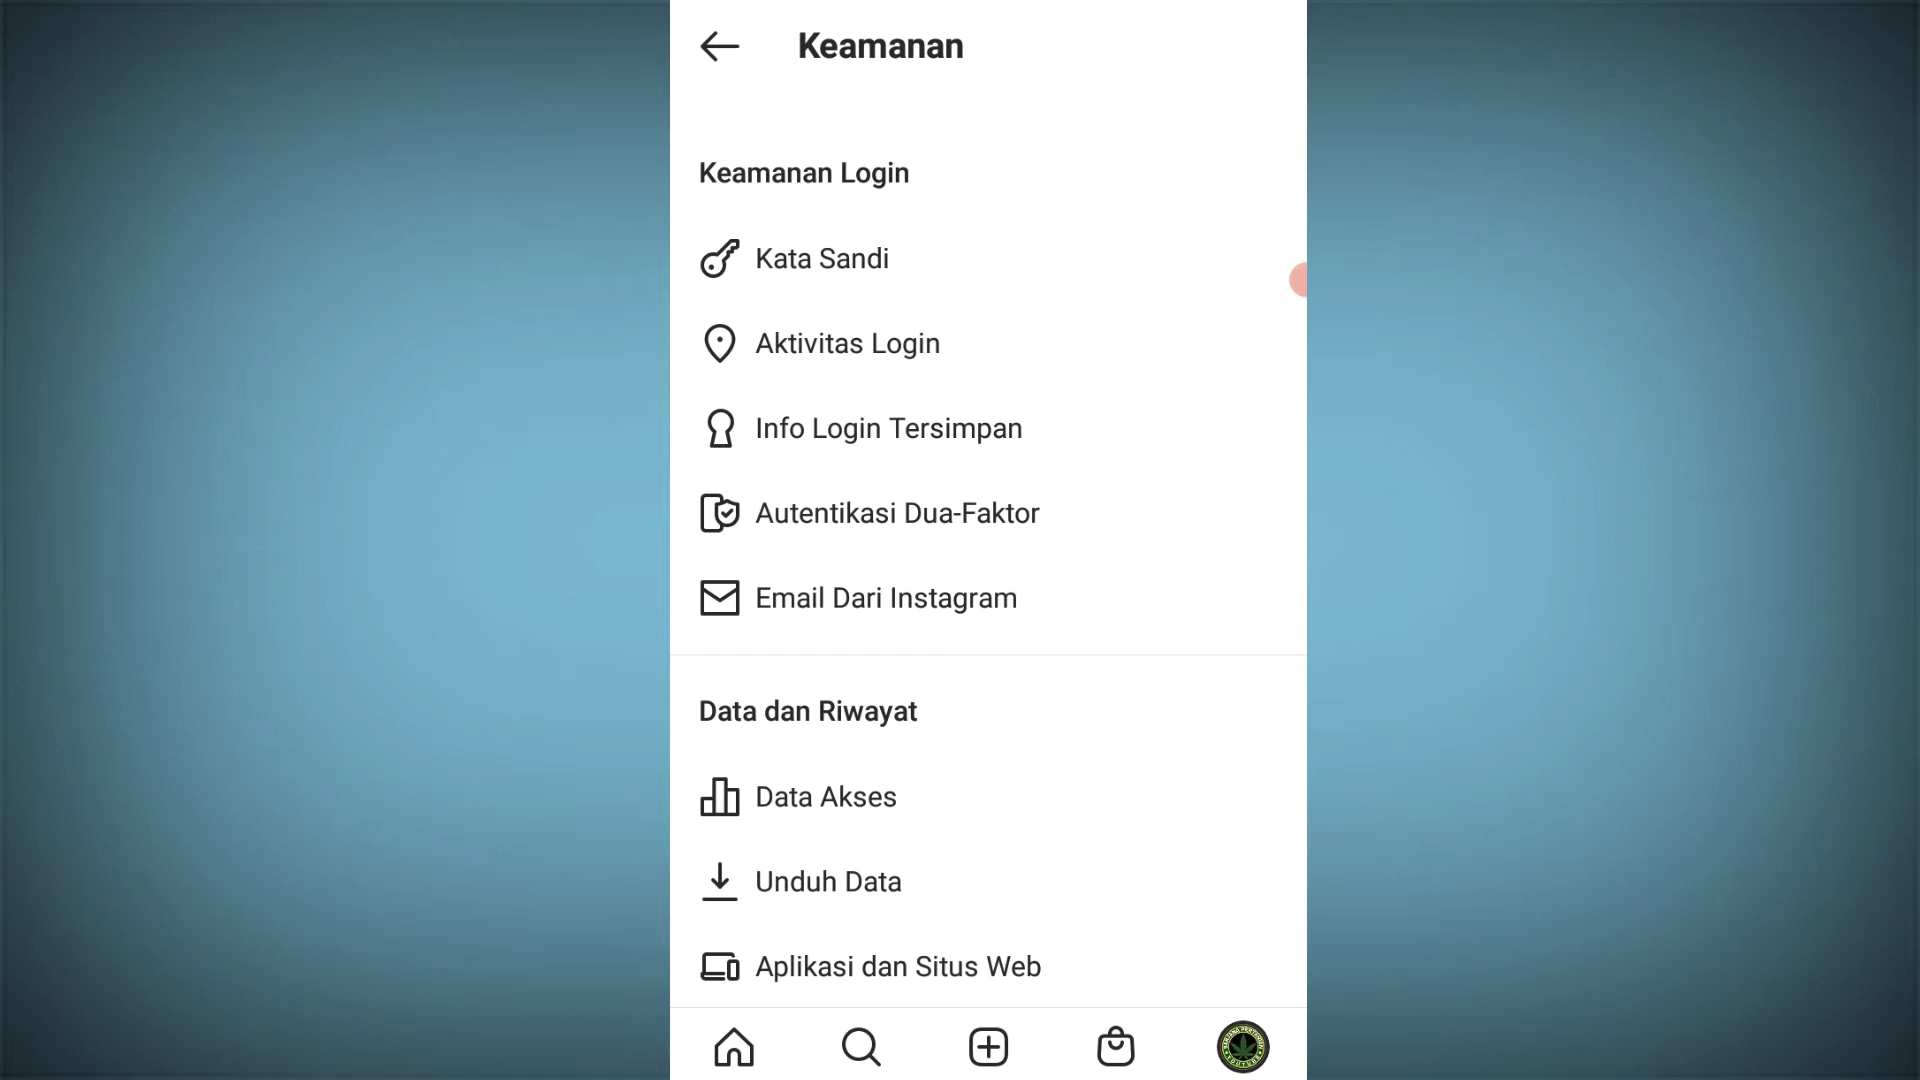 Keamanan
Keamanan Login
Kata Sandi
Aktivitas Login
Info Login Tersimpan
Autentikasi Dua-Faktor
Email Dari Instagram
Data dan Riwayat
Data Akses
Unduh Data
Aplikasi dan Situs Web